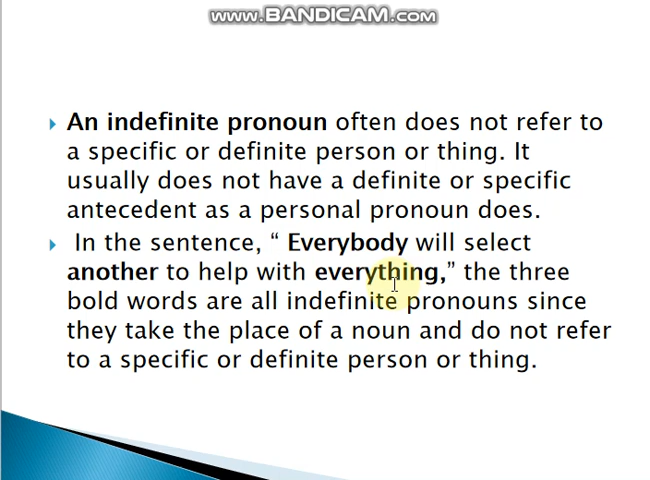 www.BANDICAM.com
An indefinite pronoun often does not refer to
a specific or definite person or thing. It
usually does not have a definite or specific
antecedent as a personal pronoun does.
In the sentence, “ Everybody will select
another to help with everything,” the three
bold words are all indefinite pronouns since
they take the place of a noun and do not refer
to a specific or definite person or thing.